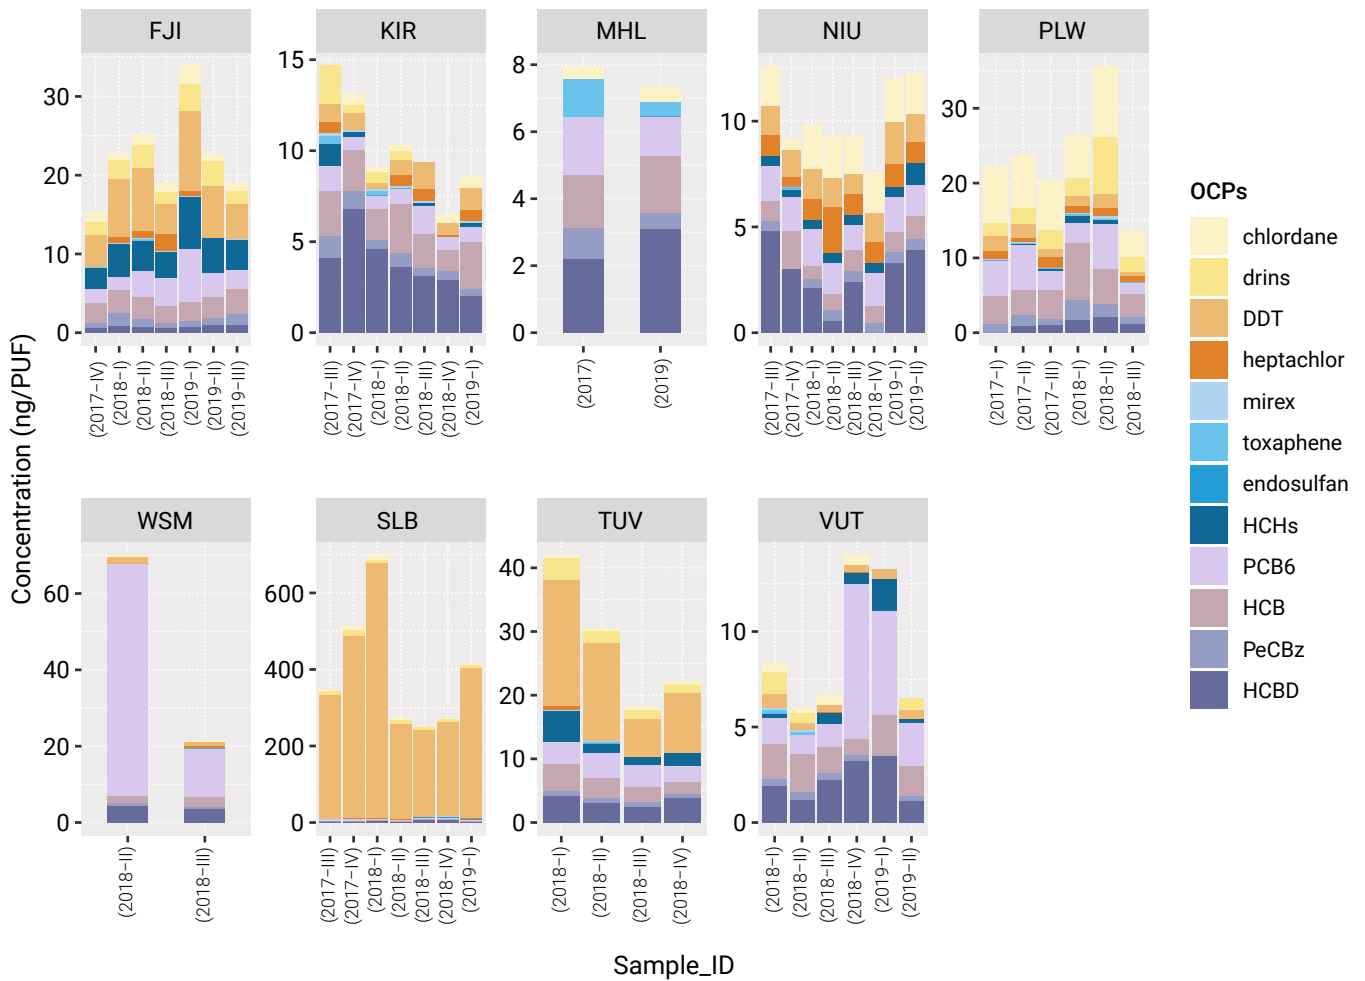 FJI KIR MHL NIU PLW
30
20
10
0
15
10
5
0
8
6
4
2
0
10
5
0
30
20
10
0
(2017−IV)
(2018−I)
(2018−II)
(2018−III)
(2019−I)
(2019−II)
(2019−III)
(2017−III)
(2017−IV)
(2018−I)
(2018−II)
(2018−III)
(2018−IV)
(2019−I)
(2017)
(2019)
(2017−III)
(2017−IV)
(2018−I)
(2018−II)
(2018−III)
(2018−IV)
(2019−I)
(2019−II)
(2017−I)
(2017−II)
(2017−III)
(2018−I)
(2018−II)
(2018−III)
Concentration (ng/PUF)
WSM SLB TUV VUT
60
40
20
0
600
400
200
0
40
30
20
10
0
10
5
0
(2018−II)
(2018−III)
(2017−III)
(2017−IV)
(2018−I)
(2018−II)
(2018−III)
(2018−IV)
(2019−I)
(2018−I)
(2018−II)
(2018−III)
(2018−IV)
(2018−I)
(2018−II)
(2018−III)
(2018−IV)
(2019−I)
(2019−II)
Sample_ID
OCPs
chlordane
drins
DDT
heptachlor
mirex
toxaphene
endosulfan
HCHs
PCB6
HCB
PeCBz
HCBD